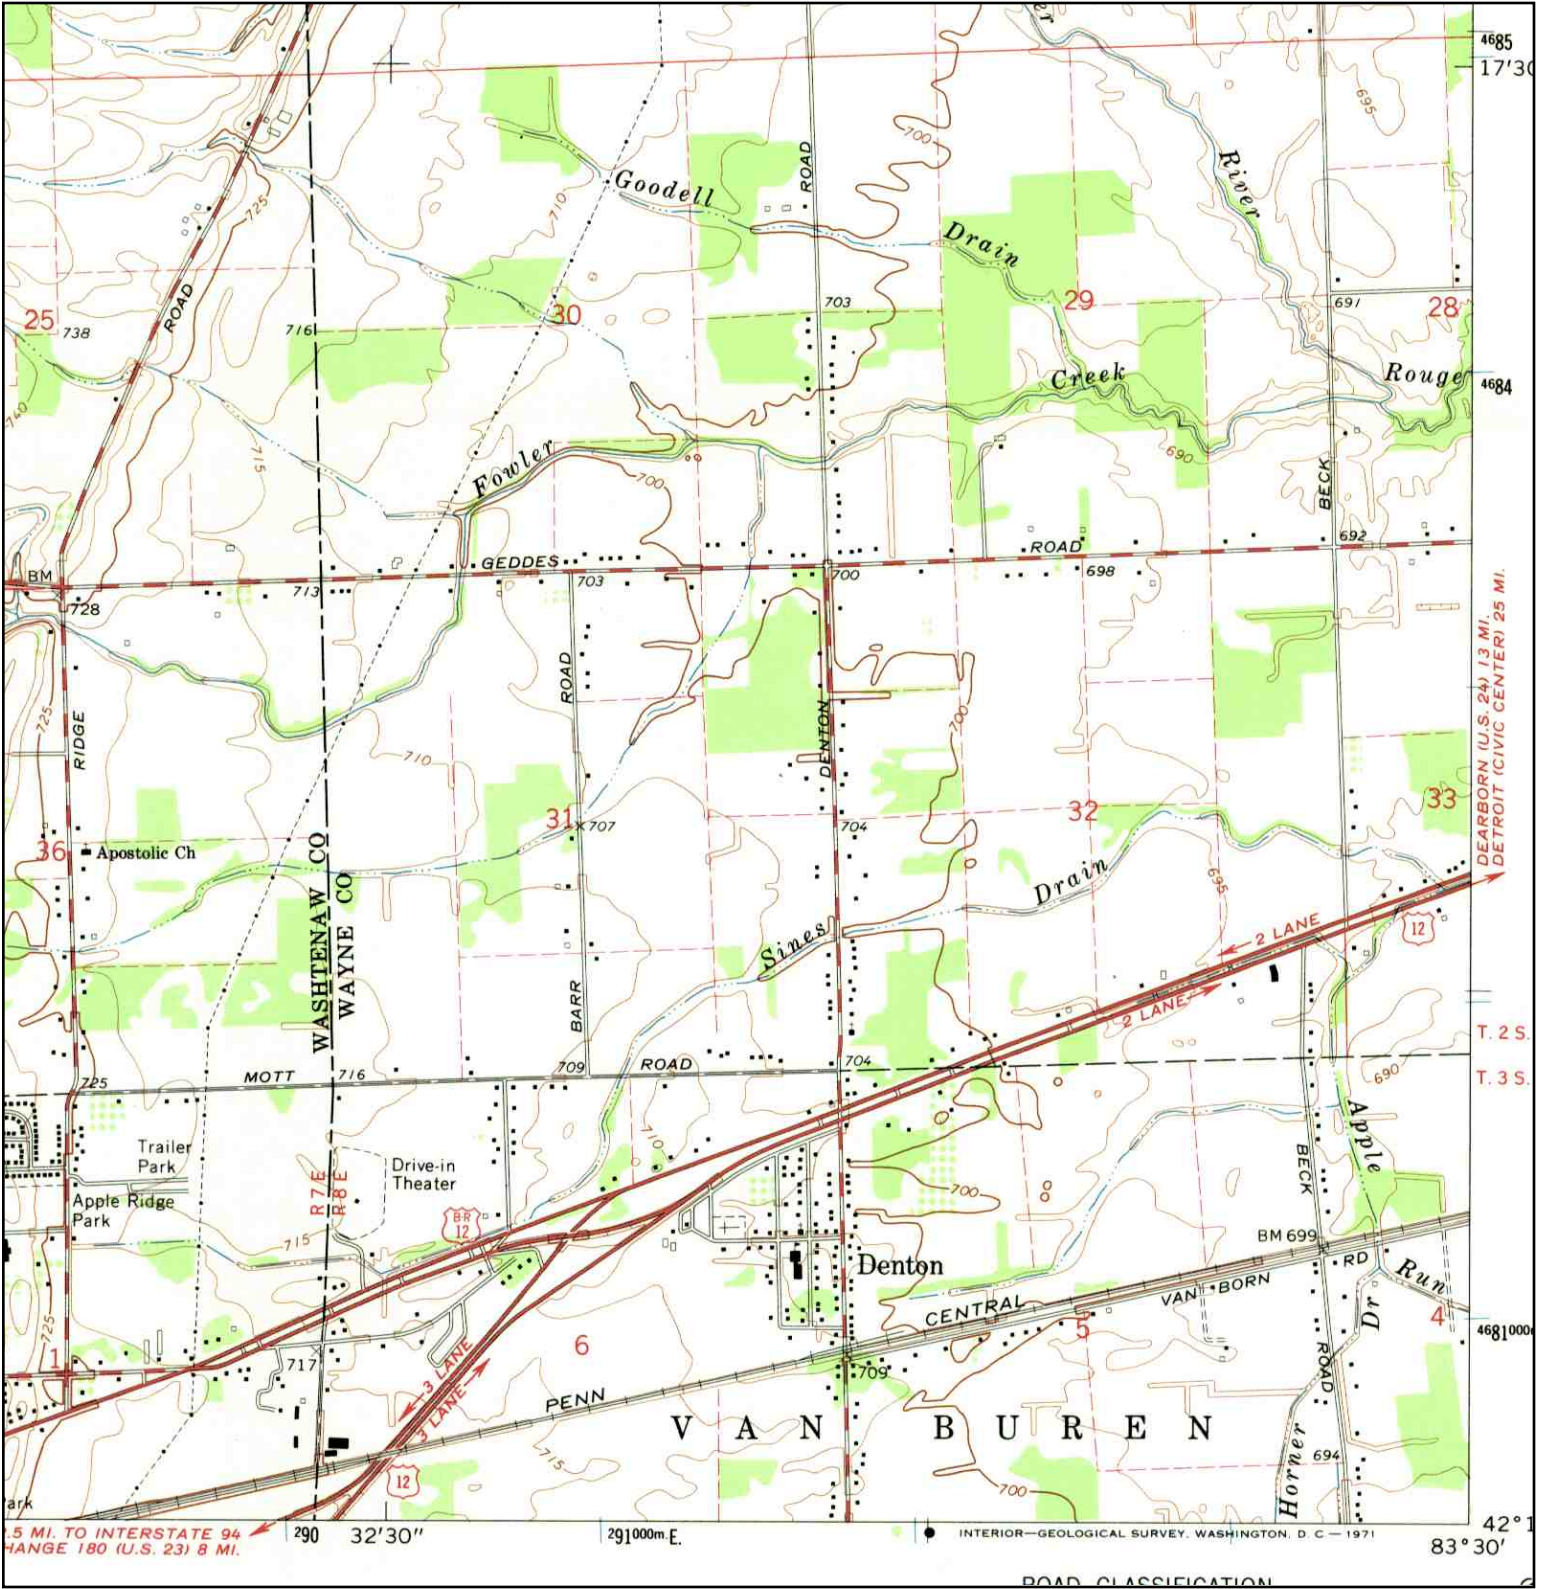 4685
17'30
695
700
River
ROAD
Goodell
725
710
Drain
ROAD
25
738
716
30
703
29
691
28
Creek
Rouge
4684
740
715
Fowler
700
690
BECK
BM
GEDDES
ROAD
692
713
703
700
698
728
ROAD
725
RIDGE
710
DENTON
700
DEARBORN (U.S. 24) 13 MI.
DETROIT (CIVIC CENTER) 25 MI.
31
707
704
32
33
36
Apostolic Ch
WASHTENAW CO
WAYNE CO
Drain
695
Sines
2 LANE
12
2 LANE
BARR
T. 2 S.
725
MOTT
716
709
ROAD
704
T. 3 S.
690
Trailer
Park
Apple Ridge
Park
R 7 E
R 8 E
Drive-in
Theater
710
700
Apple
BECK
715
B-R
12
Denton
BM 699
RD
Run
CENTRAL
VAN BORN
Dr
725
1
717
6
5
4
4681000
3 LANE
3 LANE
PENN
709
ROAD
VAN BUREN
715
12
700
694
Horner
ark
.5 MI. TO INTERSTATE 94
HANGE 180 (U.S. 23) 8 MI.
290
32'30"
291000m.E.
INTERIOR—GEOLOGICAL SURVEY, WASHINGTON, D. C.—1971
42°1
83°30'
ROAD CLASSIFICATION